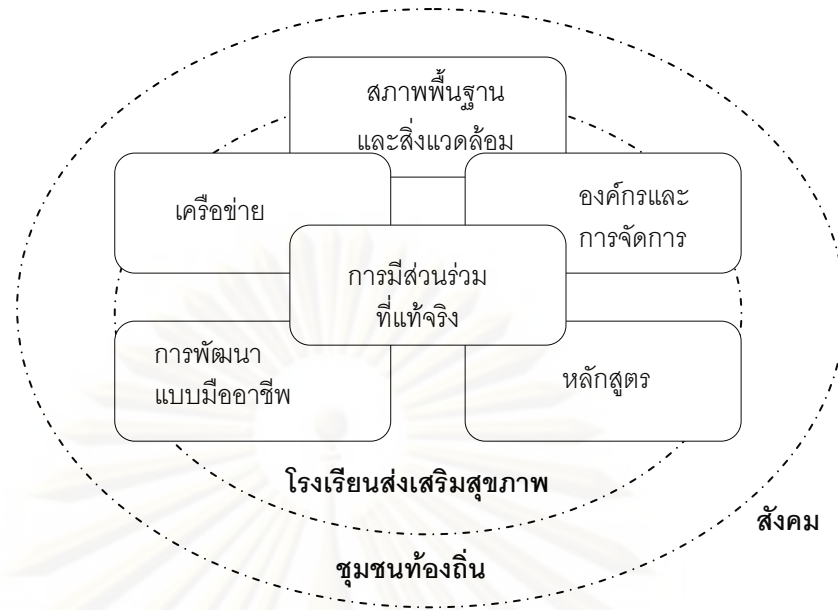 สภาพพื้นฐาน
และสิ่งแวดล้อม
เครือข่าย
องค์กรและ
การจัดการ
การมีส่วนร่วม
ที่แท้จริง
การพัฒนา
แบบมืออาชีพ
หลักสูตร
โรงเรียนส่งเสริมสุขภาพ
สังคม
ชุมชนท้องถิ่น